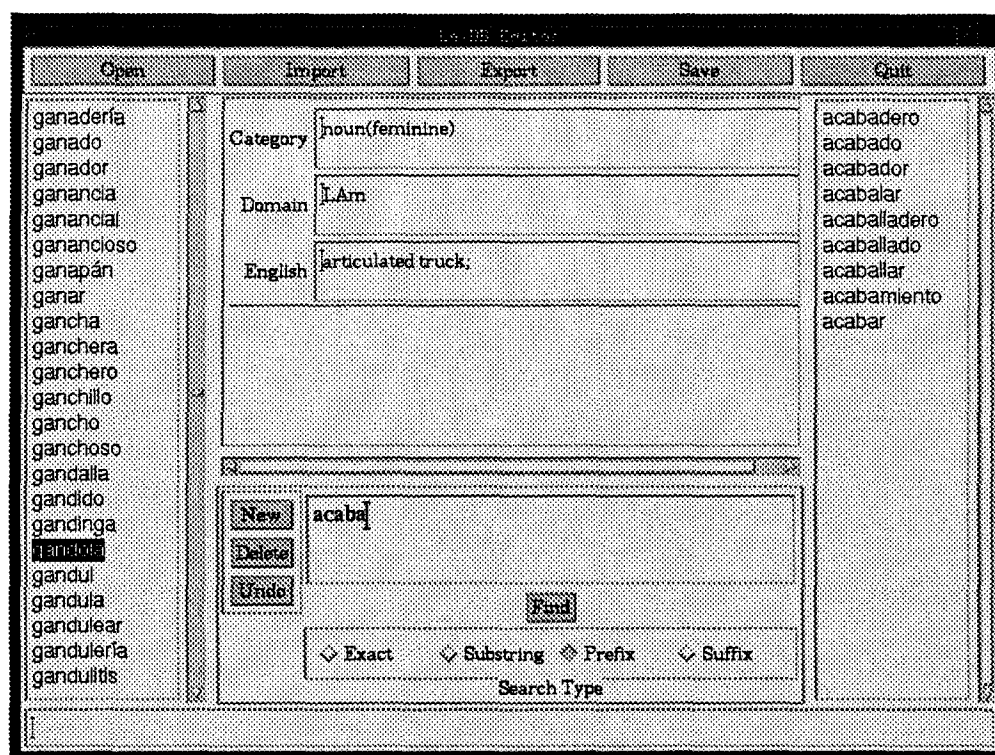 Open Import Export Save Quit
ganadería
ganado
ganador
ganancia
ganancial
ganancioso
ganapán
ganar
gancha
ganchera
ganchero
ganchillo
gancho
ganchoso
gandalla
gandido
gandinga
gandola
gandul
gandula
gandulear
gandulería
gandulitis
Category noun(feminine)
Domain LAm
English articulated truck;
New acaba
Delete
Undo
Find
Exact Substring Prefix Suffix
Search Type
acabadero
acabado
acabador
acabalar
acaballadero
acaballado
acaballar
acabamiento
acabar